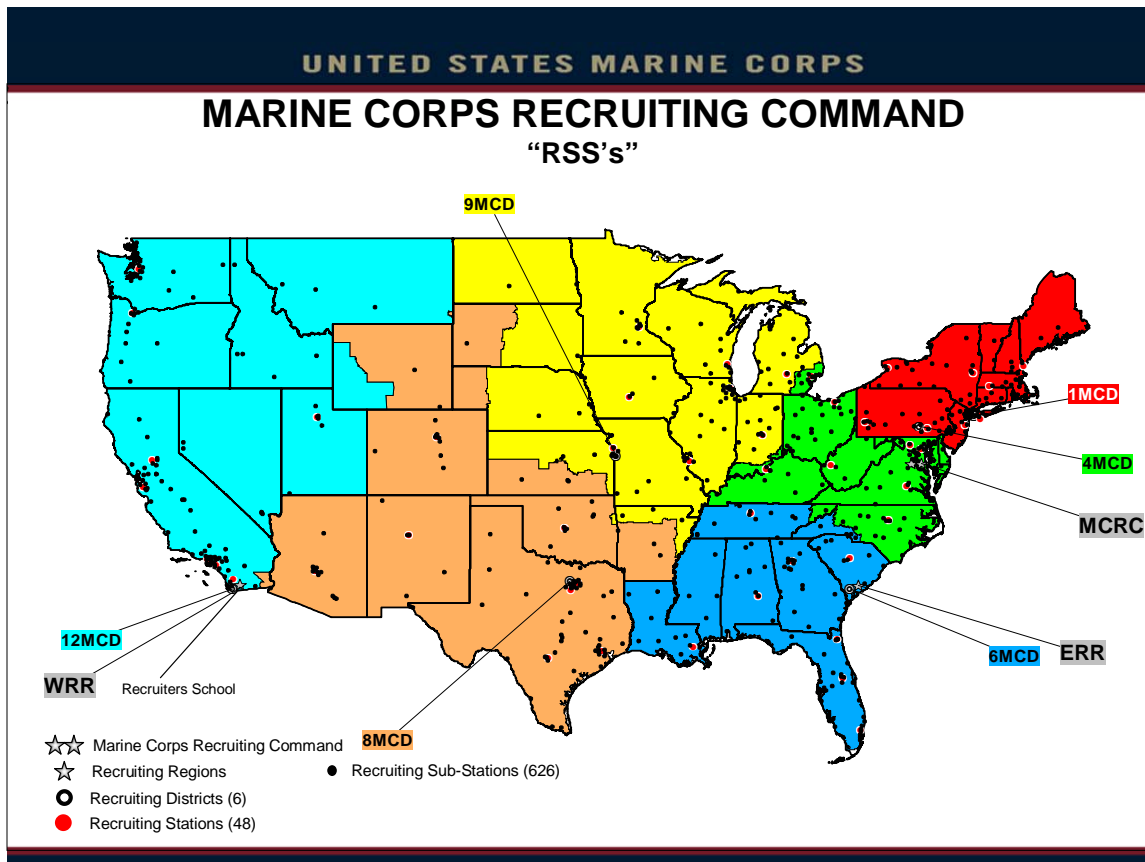 UNITED STATES MARINE CORPS
MARINE CORPS RECRUITING COMMAND
“RSS's”
9MCD
1MCD
4MCD
MCRC
12MCD
ERR
6MCD
WRR
Recruiters School
8MCD
Marine Corps Recruiting Command
Recruiting Regions
Recruiting Sub-Stations (626)
Recruiting Districts (6)
Recruiting Stations (48)